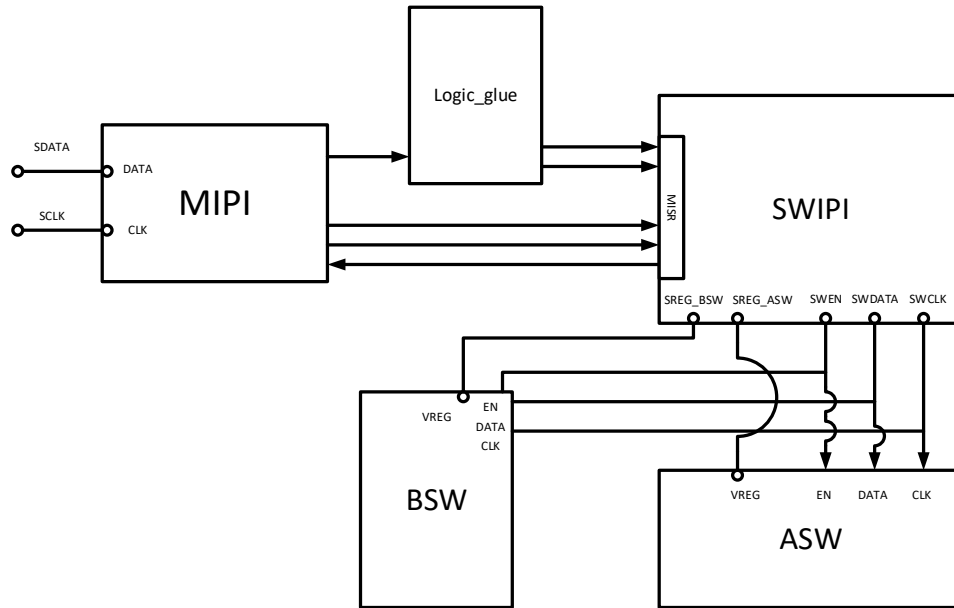 Logic_glue
SDATA
DATA
MIPI
SCLK
CLK
MISR
SWIPI
SREG_BSW SREG_ASW SWEN SWDATA SWCLK
VREG
EN
DATA
CLK
BSW
VREG EN DATA CLK
ASW